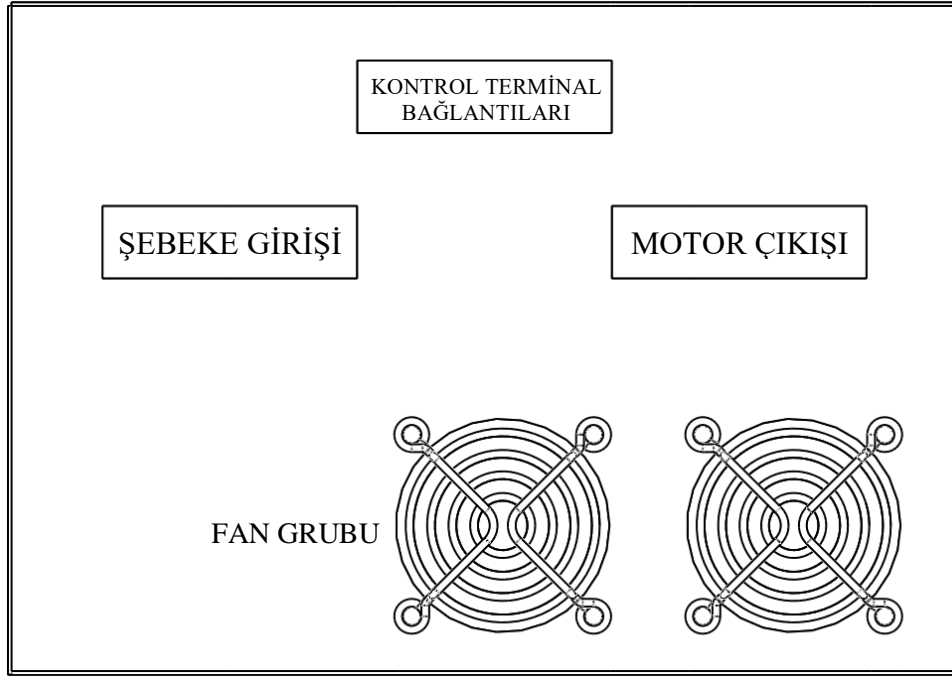 KONTROL TERMİNAL
BAĞLANTILARI
ŞEBEKE GİRİŞİ
MOTOR ÇIKIŞI
FAN GRUBU